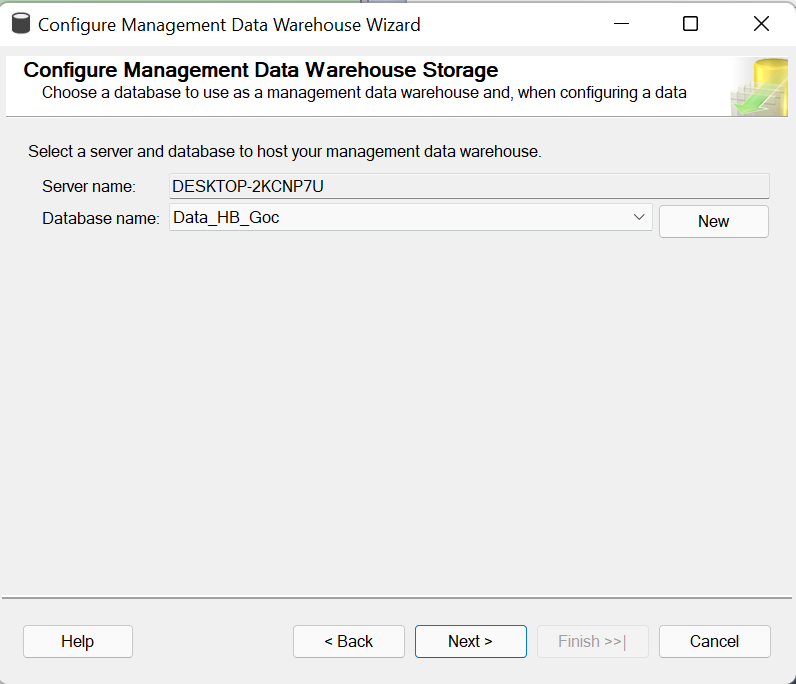 Configure Management Data Warehouse Wizard
Configure Management Data Warehouse Storage
Choose a database to use as a management data warehouse and, when configuring a data
Select a server and database to host your management data warehouse.
Server name: DESKTOP-2KCNP7U
Database name: Data_HB_Goc New
Help < Back Next > Finish >>| Cancel